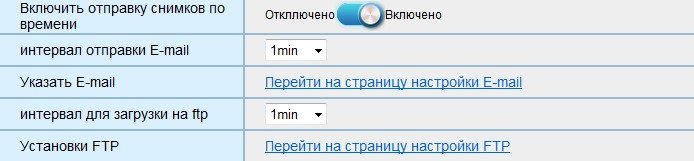 Включить отправку снимков по времени
Откллючено Включено
интервал отправки E-mail
1min
Указать E-mail
Перейти на страницу настройки E-mail
интервал для загрузки на ftp
1min
Установки FTP
Перейти на страницу настройки FTP